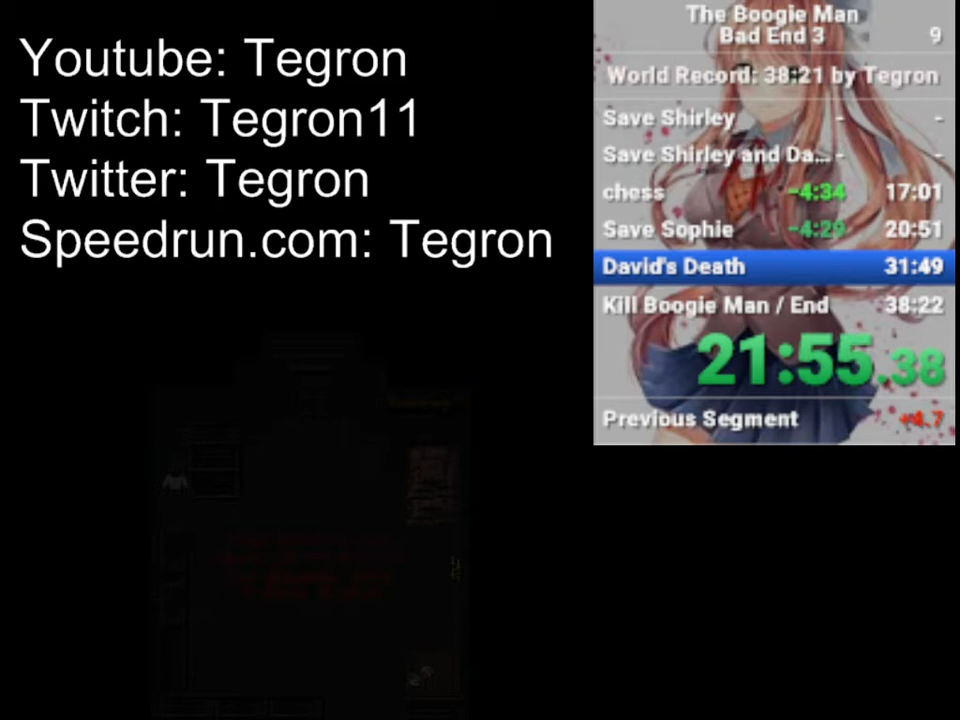 Youtube: Tegron
Twitch: Tegron11
Twitter: Tegron
Speedrun.com: Tegron
The Boogie Man
Bad End 3 9
World Record: 38:21 by Tegron
Save Shirley - -
Save Shirley and Da... - -
chess -4:34 17:01
Save Sophie -4:29 20:51
David's Death 31:49
Kill Boogie Man / End 38:22
21:55.38
Previous Segment +4.7